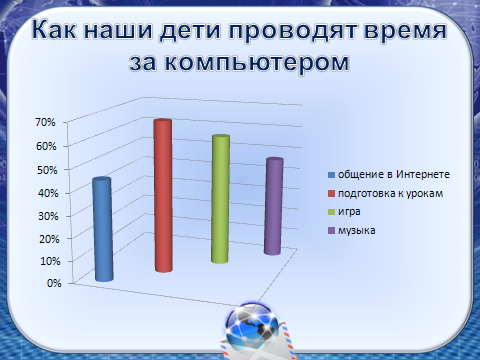 Как наши дети проводят время
за компьютером
70%
60%
50%
40%
30%
20%
10%
0%
общение в Интернете
подготовка к урокам
игра
музыка